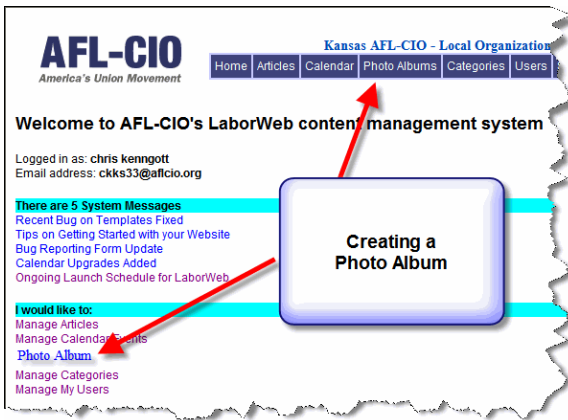 AFL-CIO
America's Union Movement
Kansas AFL-CIO - Local Organization
Home Articles Calendar Photo Albums Categories Users
Welcome to AFL-CIO's LaborWeb content management system
Logged in as: chris kenngott
Email address: ckks33@aflcio.org
There are 5 System Messages
Recent Bug on Templates Fixed
Tips on Getting Started with your Website
Bug Reporting Form Update
Calendar Upgrades Added
Ongoing Launch Schedule for LaborWeb
Creating a
Photo Album
I would like to:
Manage Articles
Manage Calendar Events
Photo Album
Manage Categories
Manage My Users